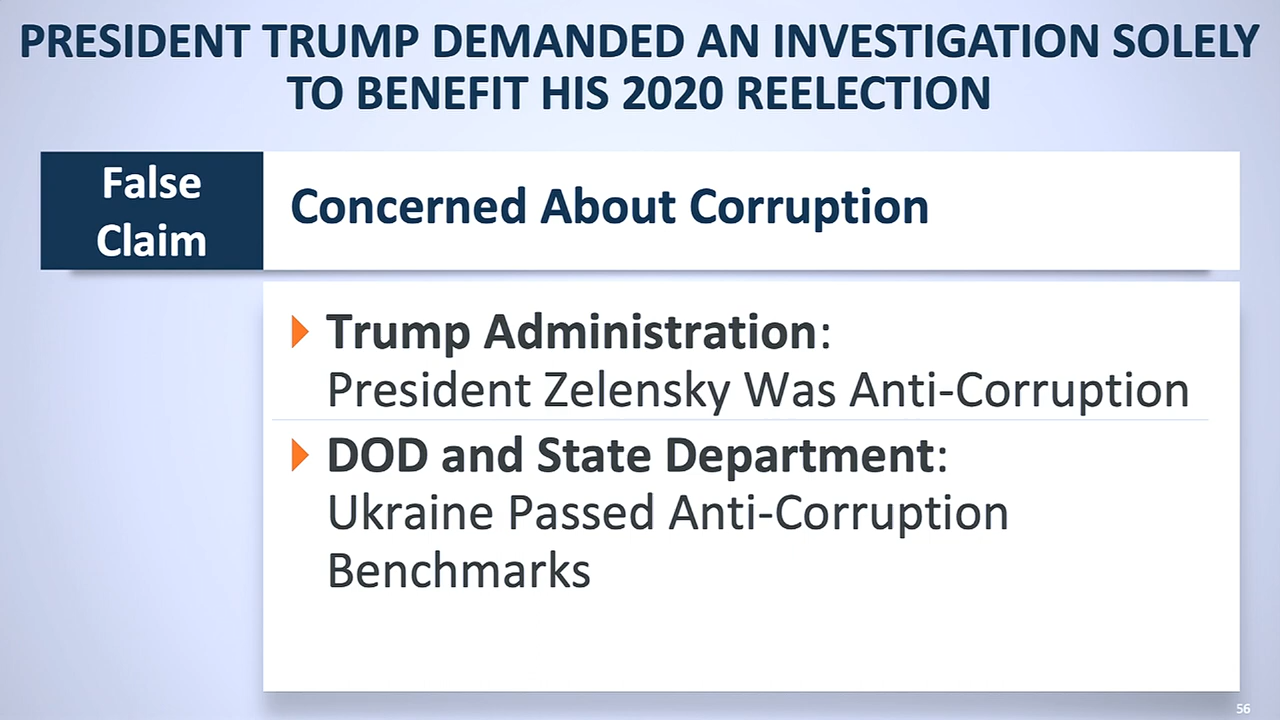 PRESIDENT TRUMP DEMANDED AN INVESTIGATION SOLELY
TO BENEFIT HIS 2020 REELECTION
False
Claim
Concerned About Corruption
Trump Administration:
President Zelensky Was Anti-Corruption
DOD and State Department:
Ukraine Passed Anti-Corruption
Benchmarks
56